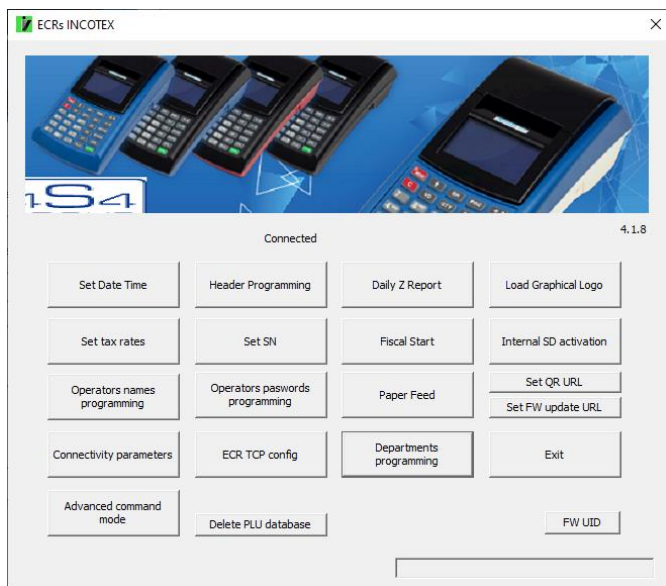 ECRs INCOTEX
4S4
Connected
4.1.8
Set Date Time
Header Programming
Daily Z Report
Load Graphical Logo
Set tax rates
Set SN
Fiscal Start
Internal SD activation
Operators names
programming
Operators paswords
programming
Paper Feed
Set QR URL
Set FW update URL
Connectivity parameters
ECR TCP config
Departments
programming
Exit
Advanced command
mode
Delete PLU database
FW UID